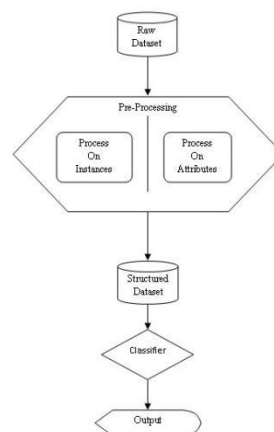 Raw
Dataset
Pre-Processing
Process
On
Instances
Process
On
Attributes
Structured
Dataset
Classifier
Output